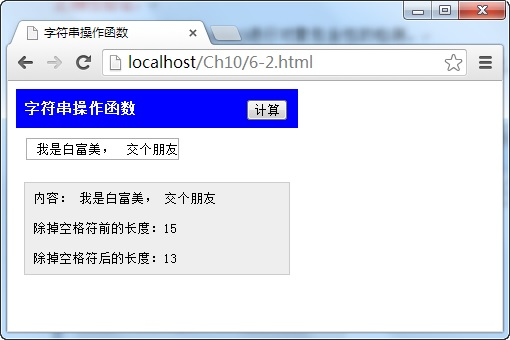 字符串操作函数
localhost/Ch10/6-2.html
字符串操作函数
计算
我是白富美， 交个朋友
内容： 我是白富美， 交个朋友
除掉空格符前的长度：15
除掉空格符后的长度：13